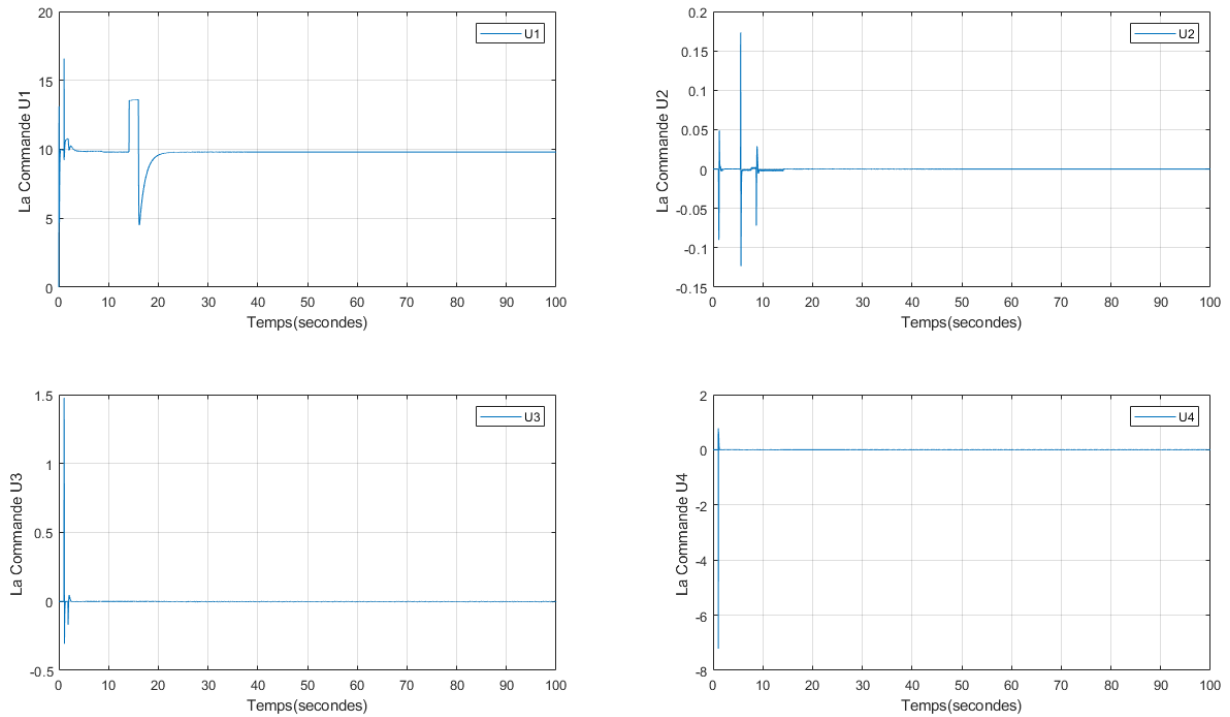 20
15
10
5
0
La Commande U1
U1
0 10 20 30 40 50 60 70 80 90 100
Temps(secondes)
0.2
0.15
0.1
0.05
0
-0.05
-0.1
-0.15
La Commande U2
U2
0 10 20 30 40 50 60 70 80 90 100
Temps(secondes)
1.5
1
0.5
0
-0.5
La Commande U3
U3
0 10 20 30 40 50 60 70 80 90 100
Temps(secondes)
2
0
-2
-4
-6
-8
La Commande U4
U4
0 10 20 30 40 50 60 70 80 90 100
Temps(secondes)